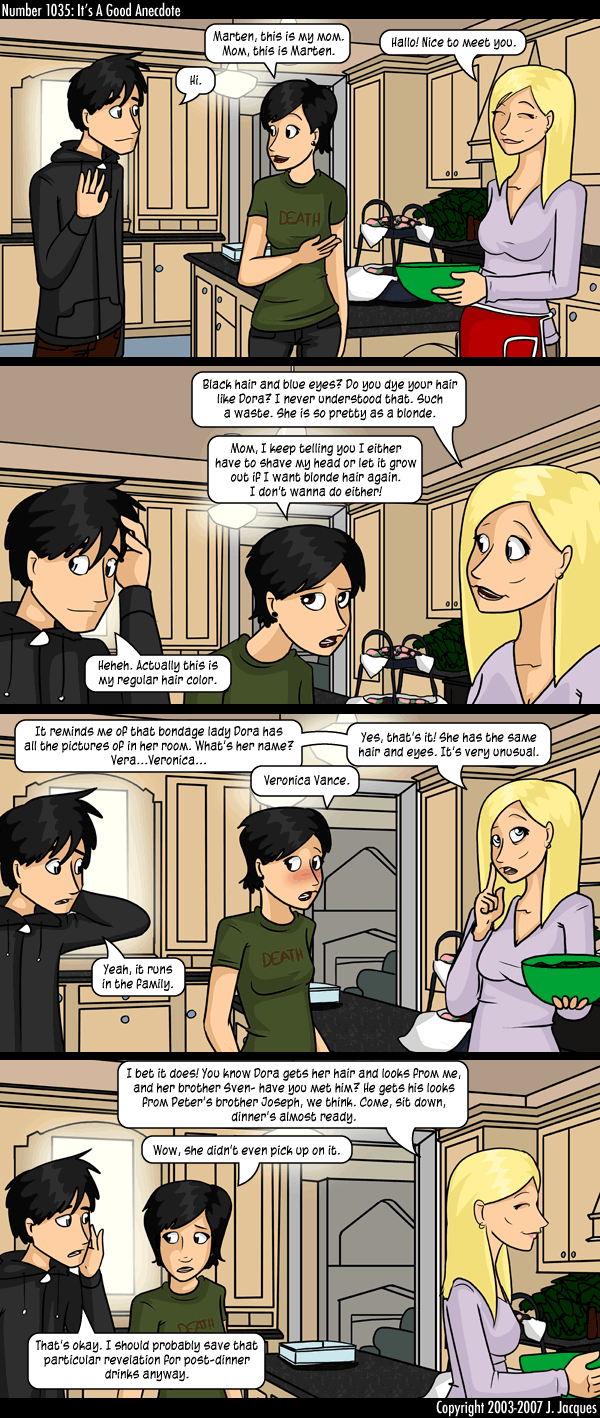 Number 1035: It's A Good Anecdote
Hi.
Marten, this is my mom.
Mom, this is Marten.
Hallo! Nice to meet you.
DEATH
Black hair and blue eyes? Do you dye your hair
like Dora? I never understood that. Such
a waste. She is so pretty as a blonde.
Mom, I keep telling you I either
have to shave my head or let it grow
out if I want blonde hair again.
I don't wanna do either!
Heheh. Actually this is
my regular hair color.
It reminds me of that bondage lady Dora has
all the pictures of in her room. What's her name?
Vera...Veronica...
Veronica Vance.
Yes, that's it! She has the same
hair and eyes. It's very unusual.
Yeah, it runs
in the family.
DEATH
I bet it does! You know Dora gets her hair and looks from me,
and her brother Sven- have you met him? He gets his looks
from Peter's brother Joseph, we think. Come, sit down,
dinner's almost ready.
Wow, she didn't even pick up on it.
That's okay. I should probably save that
particular revelation for post-dinner
drinks anyway.
DEATH
Copyright 2003-2007 J. Jacques